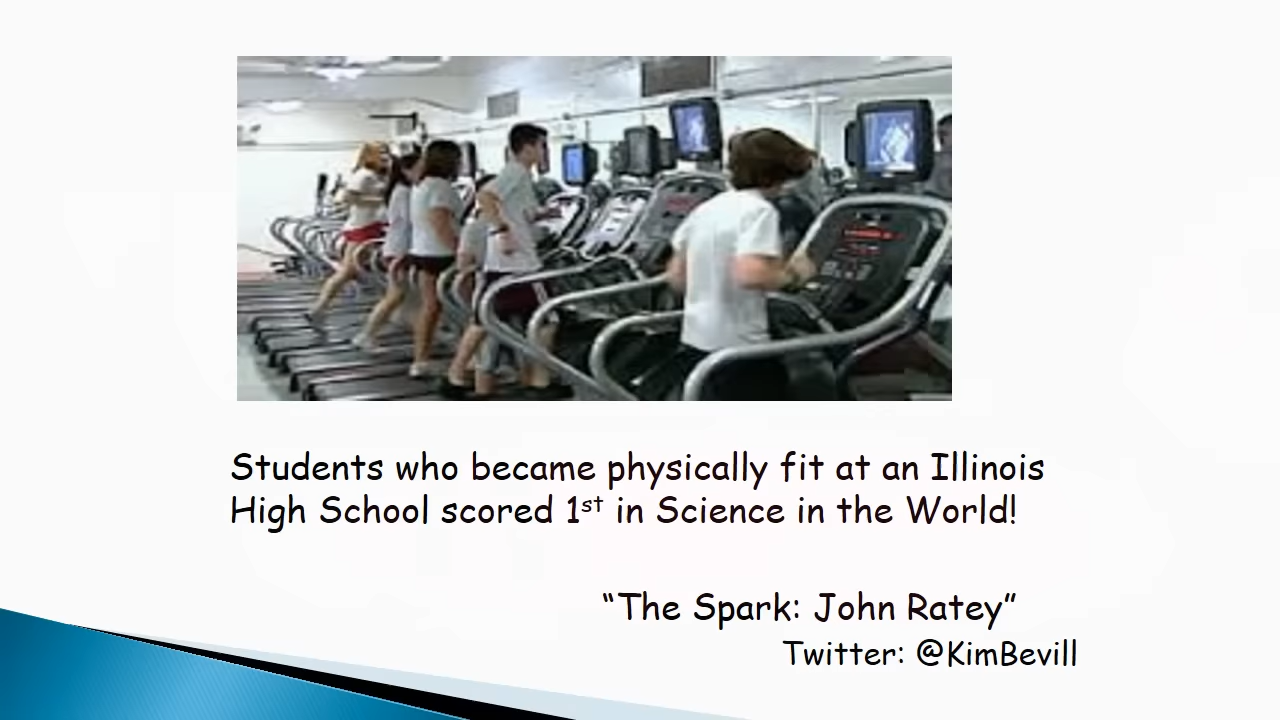 Students who became physically fit at an Illinois
High School scored 1st in Science in the World!
“The Spark: John Ratey”
Twitter: @KimBevill